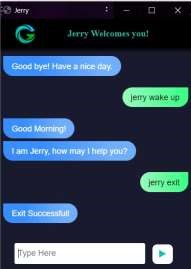 Jerry
Jerry Welcomes you!
Good bye! Have a nice day.
jerry wake up
Good Morning!
I am Jerry, how may I help you?
jerry exit
Exit Successfull
Type Here